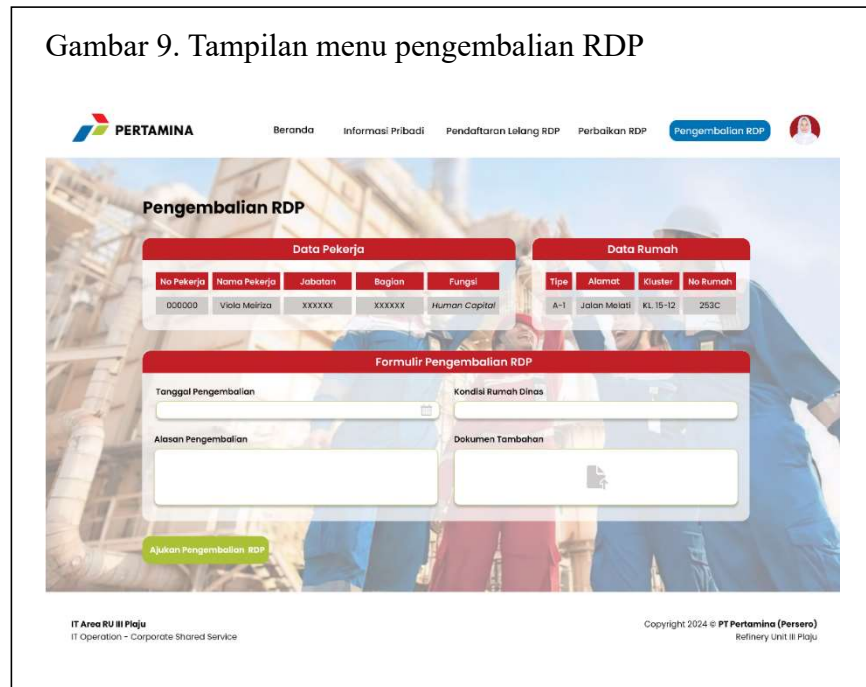 Gambar 9. Tampilan menu pengembalian RDP
PERTAMINA
Beranda Informasi Pribadi Pendaftaran Lelang RDP Perbaikan RDP Pengembalian RDP
Pengembalian RDP
Data Pekerja
No Pekerja Nama Pekerja Jabatan Bagian Fungsi
000000 Viola Meiriza XXXXXX XXXXXX Human Capital
Data Rumah
Tipe Alamat Kluster No Rumah
A-1 Jalan Melati KL. 15-12 253C
Formulir Pengembalian RDP
Tanggal Pengembalian Kondisi Rumah Dinas
Alasan Pengembalian Dokumen Tambahan
Ajukan Pengembalian RDP
IT Area RU III Plaju
IT Operation - Corporate Shared Service
Copyright 2024 © PT Pertamina (Persero)
Refinery Unit III Plaju